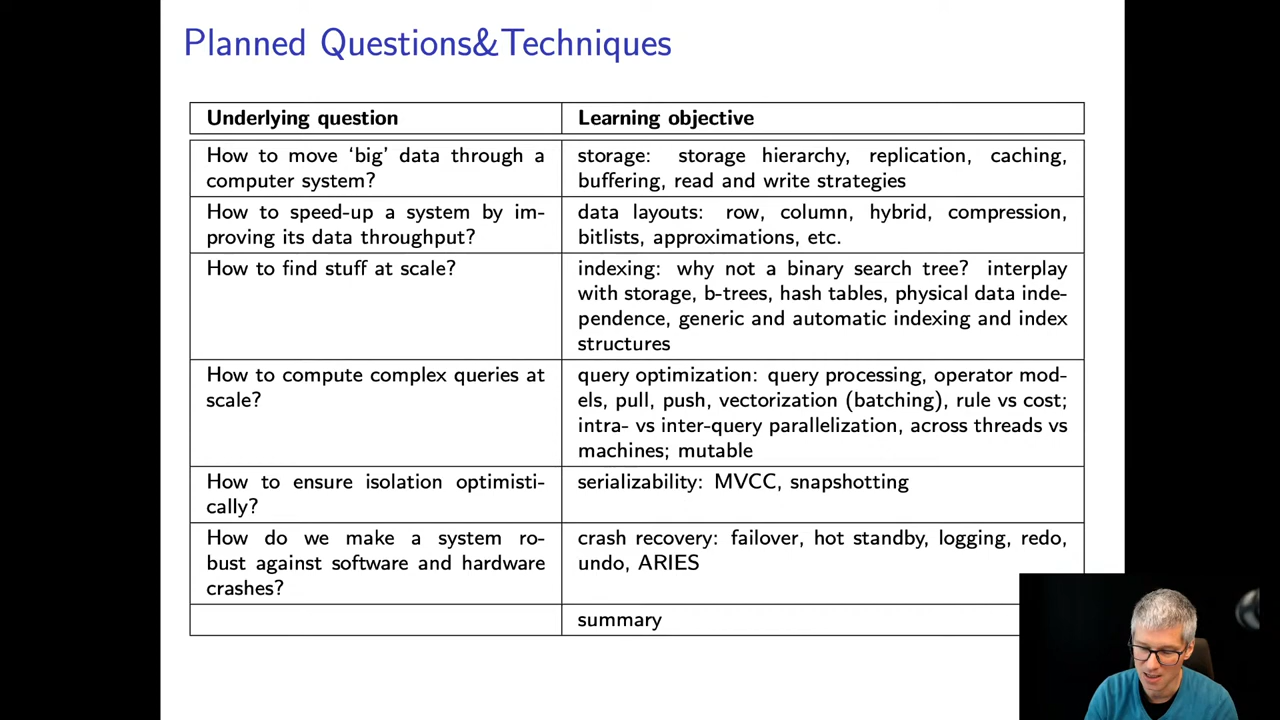 Planned Questions&Techniques
Underlying question
Learning objective
How to move ‘big’ data through a
computer system?
storage: storage hierarchy, replication, caching,
buffering, read and write strategies
How to speed-up a system by im-
proving its data throughput?
data layouts: row, column, hybrid, compression,
bitlists, approximations, etc.
How to find stuff at scale?
indexing: why not a binary search tree? interplay
with storage, b-trees, hash tables, physical data inde-
pendence, generic and automatic indexing and index
structures
How to compute complex queries at
scale?
query optimization: query processing, operator mod-
els, pull, push, vectorization (batching), rule vs cost;
intra- vs inter-query parallelization, across threads vs
machines; mutable
How to ensure isolation optimisti-
cally?
serializability: MVCC, snapshotting
How do we make a system ro-
bust against software and hardware
crashes?
crash recovery: failover, hot standby, logging, redo,
undo, ARIES
summary